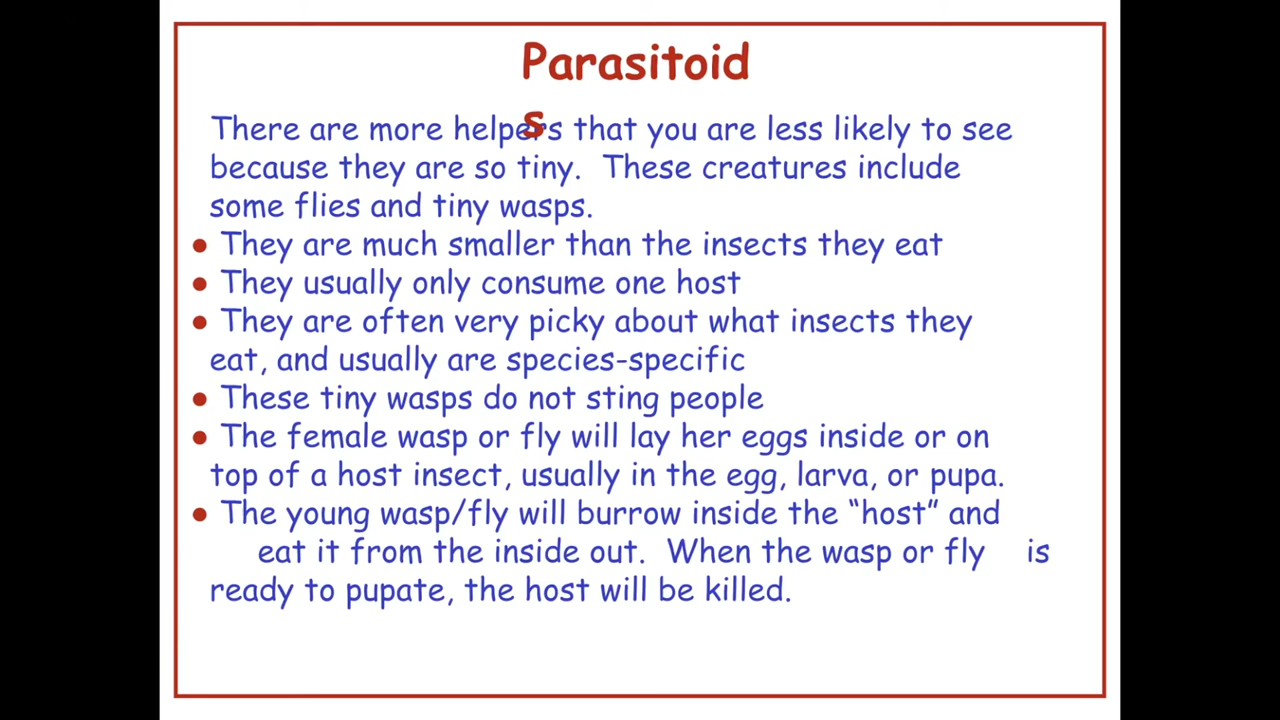 Parasitoid
s
There are more helpers that you are less likely to see
because they are so tiny.  These creatures include
some flies and tiny wasps.
● They are much smaller than the insects they eat
● They usually only consume one host
● They are often very picky about what insects they
eat, and usually are species-specific
● These tiny wasps do not sting people
● The female wasp or fly will lay her eggs inside or on
top of a host insect, usually in the egg, larva, or pupa.
● The young wasp/fly will burrow inside the “host” and
eat it from the inside out.  When the wasp or fly is
ready to pupate, the host will be killed.